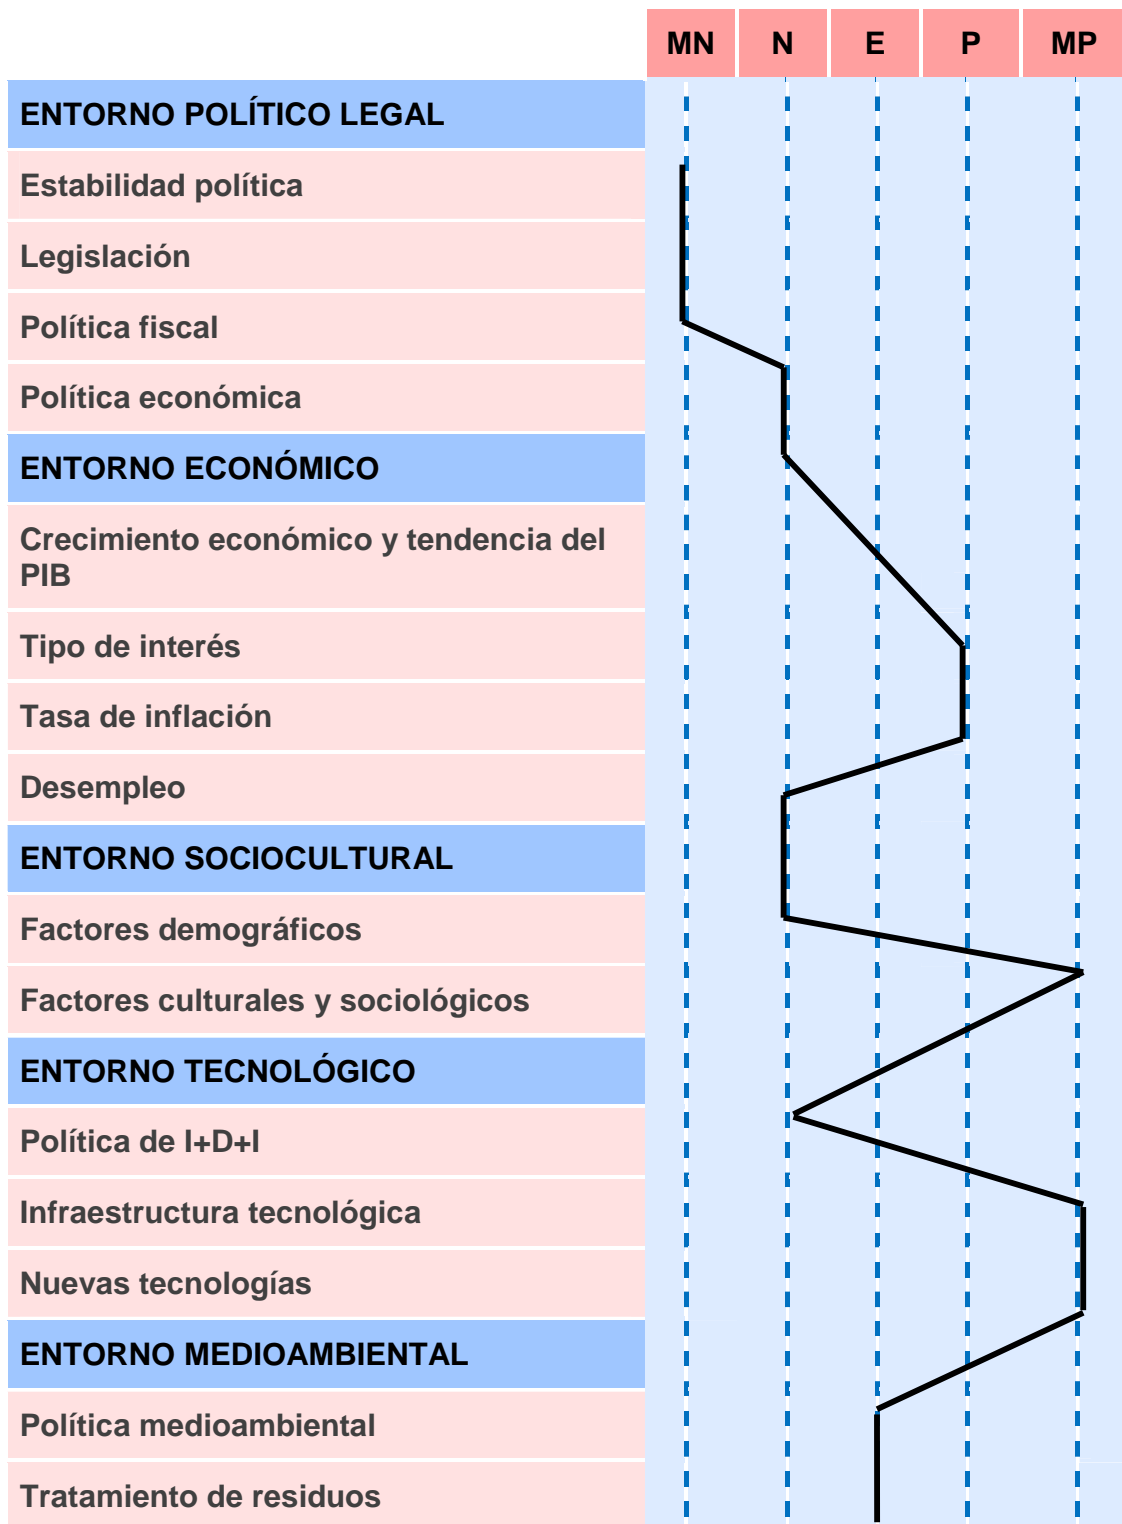 MN N E P MP
ENTORNO POLÍTICO LEGAL
Estabilidad política
Legislación
Política fiscal
Política económica
ENTORNO ECONÓMICO
Crecimiento económico y tendencia del
PIB
Tipo de interés
Tasa de inflación
Desempleo
ENTORNO SOCIOCULTURAL
Factores demográficos
Factores culturales y sociológicos
ENTORNO TECNOLÓGICO
Política de I+D+I
Infraestructura tecnológica
Nuevas tecnologías
ENTORNO MEDIOAMBIENTAL
Política medioambiental
Tratamiento de residuos